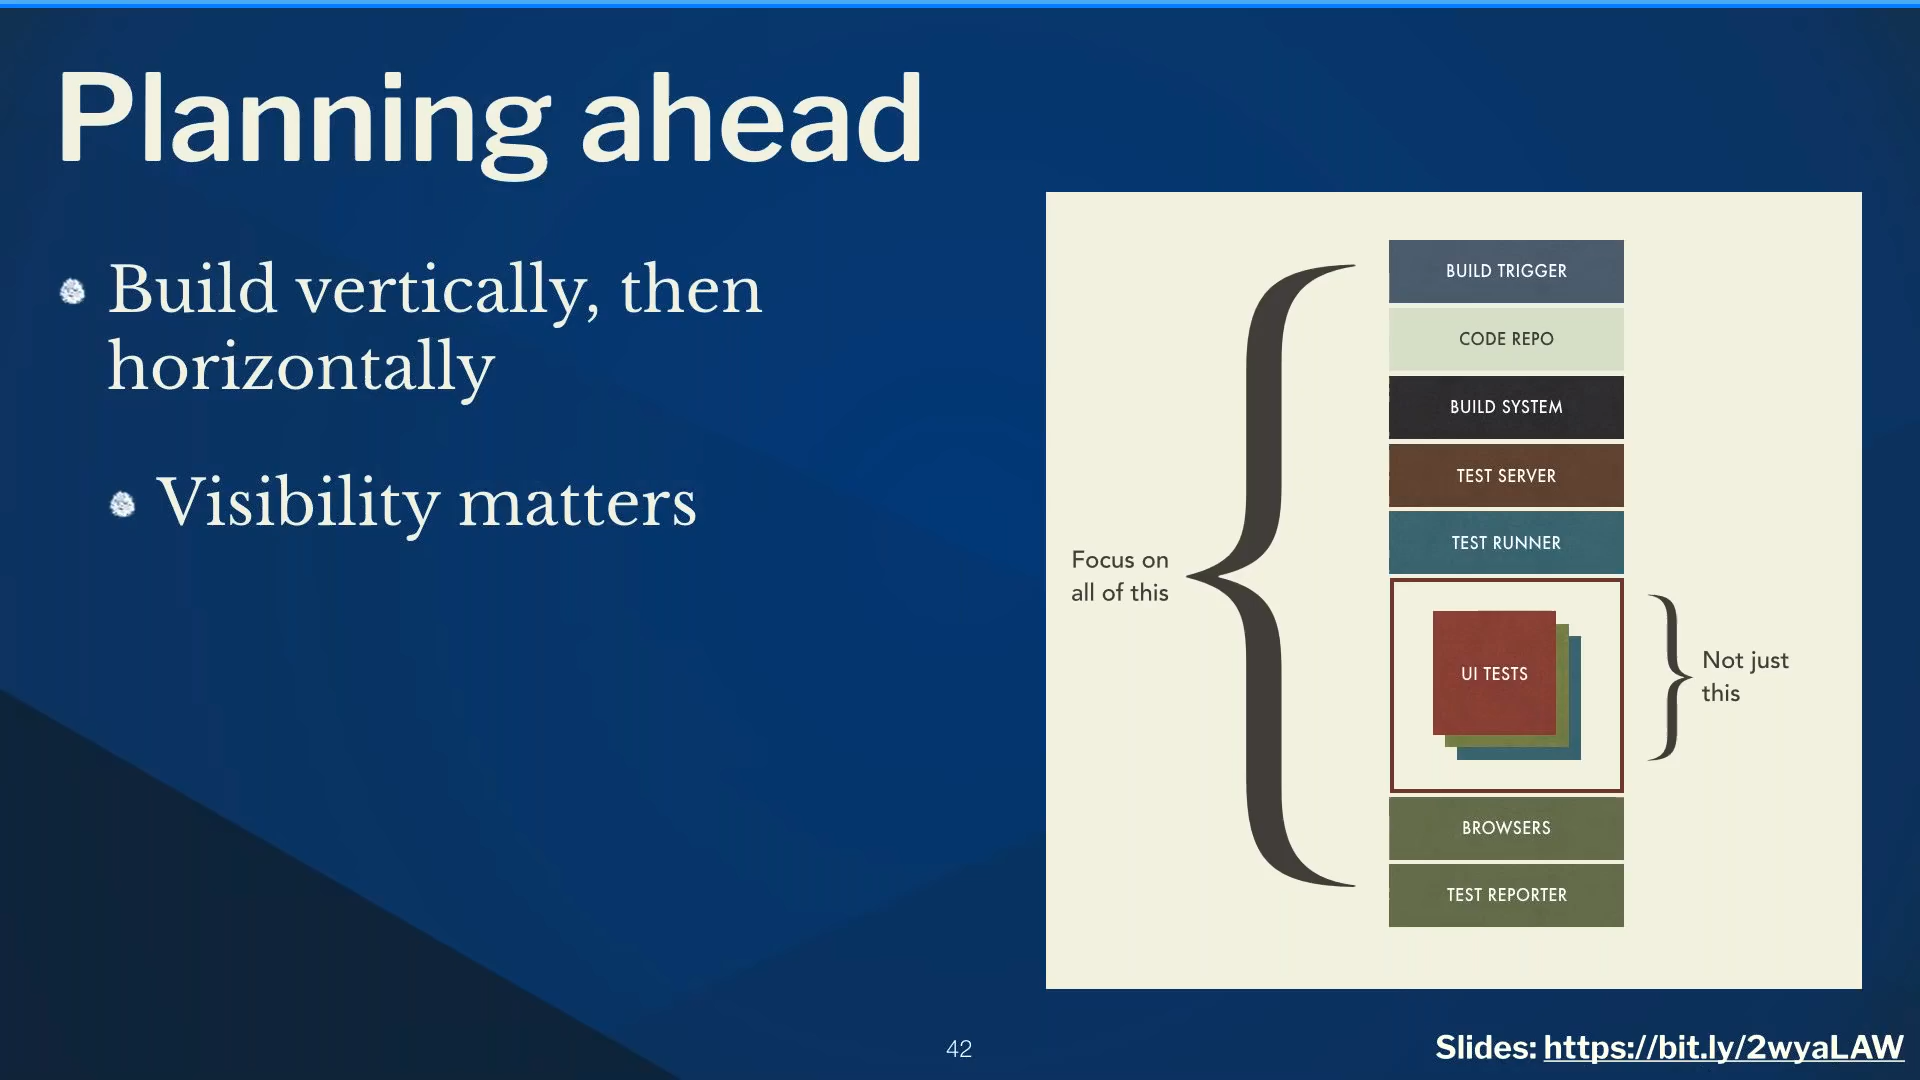 Planning ahead
Build vertically, then
horizontally
Visibility matters
Focus on
all of this
BUILD TRIGGER
CODE REPO
BUILD SYSTEM
TEST SERVER
TEST RUNNER
UI TESTS
BROWSERS
TEST REPORTER
Not just
this
42
Slides: https://bit.ly/2wyaLAW